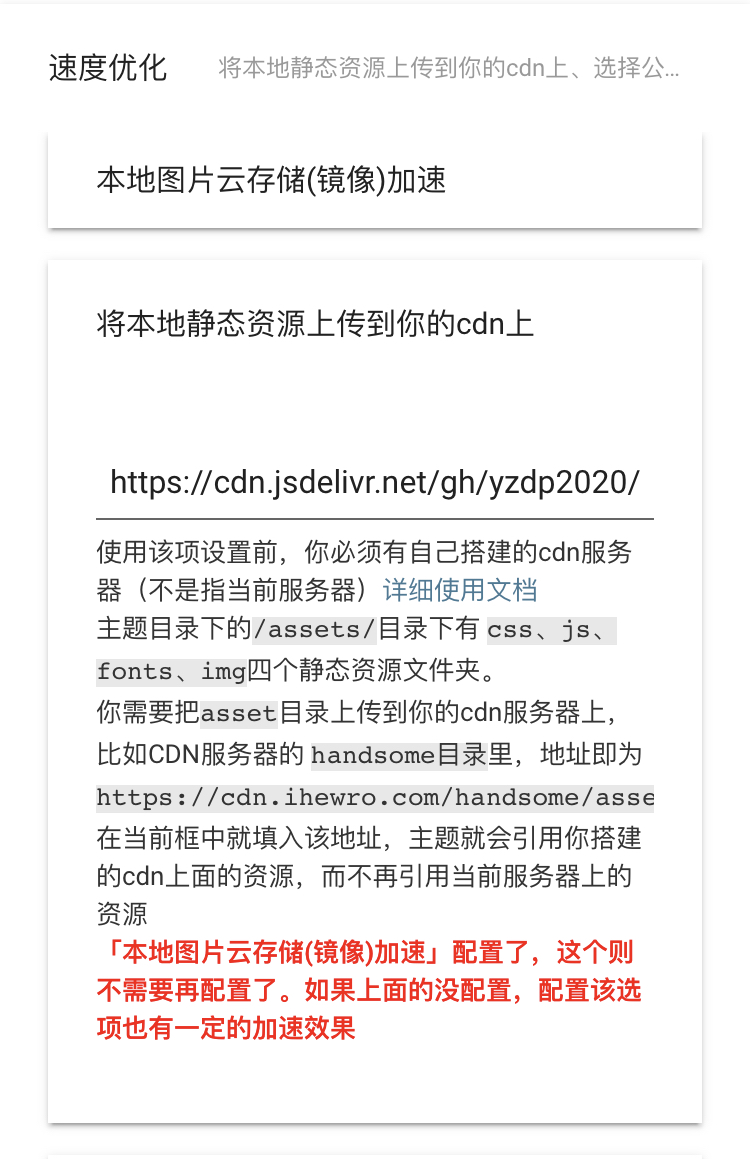 速度优化 将本地静态资源上传到你的cdn上、选择公...
本地图片云存储(镜像)加速
将本地静态资源上传到你的cdn上
https://cdn.jsdelivr.net/gh/yzdp2020/
使用该项设置前，你必须有自己搭建的cdn服务
器（不是指当前服务器）详细使用文档
主题目录下的/assets/目录下有 css、js、
fonts、img四个静态资源文件夹。
你需要把asset目录上传到你的cdn服务器上，
比如CDN服务器的 handsome目录里，地址即为
https://cdn.ihewro.com/handsome/asse
在当前框中就填入该地址，主题就会引用你搭建
的cdn上面的资源，而不再引用当前服务器上的
资源
「本地图片云存储(镜像)加速」配置了，这个则
不需要再配置了。如果上面的没配置，配置该选
项也有一定的加速效果